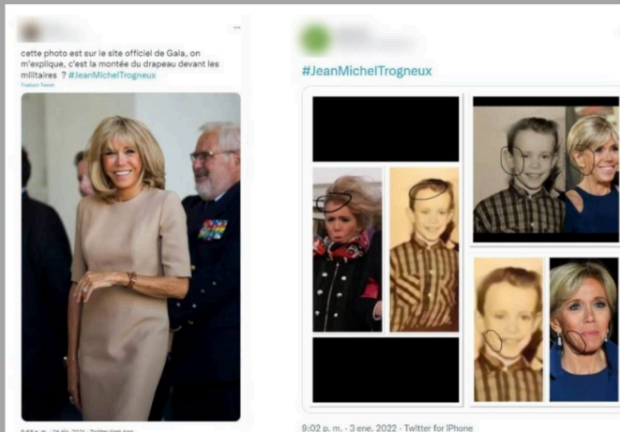 cette photo est sur le site officiel de Gala, on
m'explique, c'est la montée du drapeau devant les
militaires ? #JeanMichelTrogneux
#JeanMichelTrogneux
9:02 p. m. · 3 ene. 2022 · Twitter for iPhone